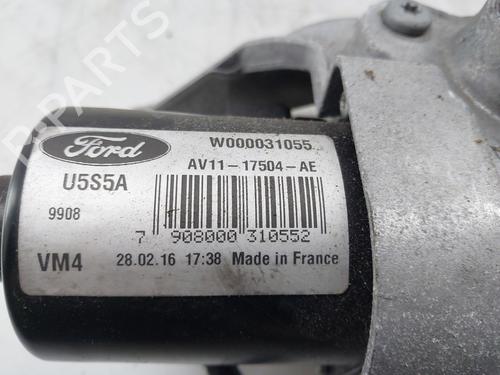 B-PARTS
Ford
W000031055
AV11-17504-AE
U5S5A
9908
7 908000 310552
VM4
28.02.16 17:38 Made in France